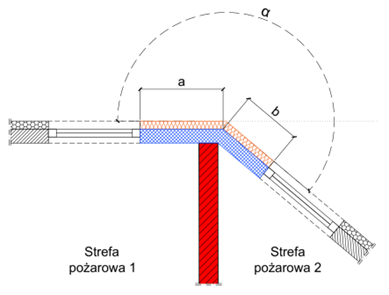 α
a
b
Strefa
pożarowa 1
Strefa
pożarowa 2